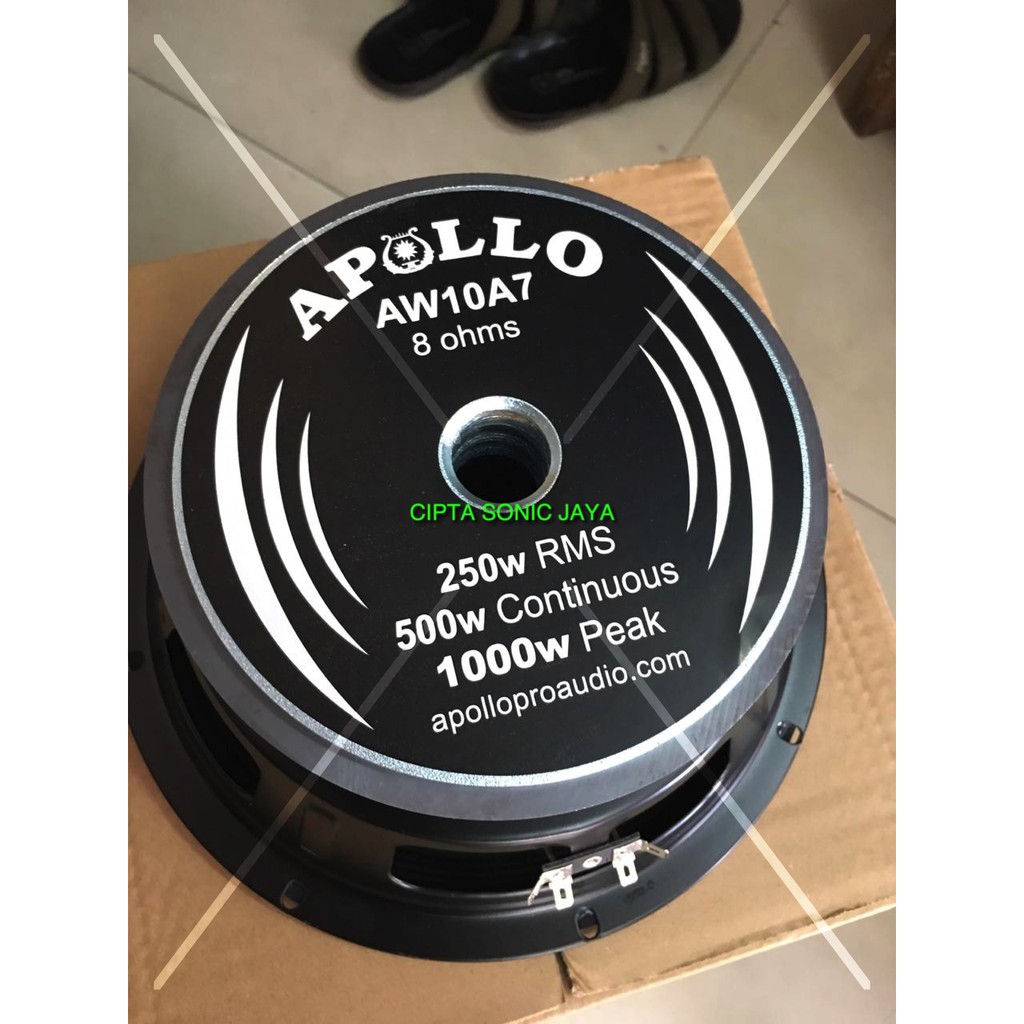 APOLLO
AW10A7
8 ohms
CIPTA SONIC JAYA
250w RMS
500w Continuous
1000w Peak
apolloproaudio.com